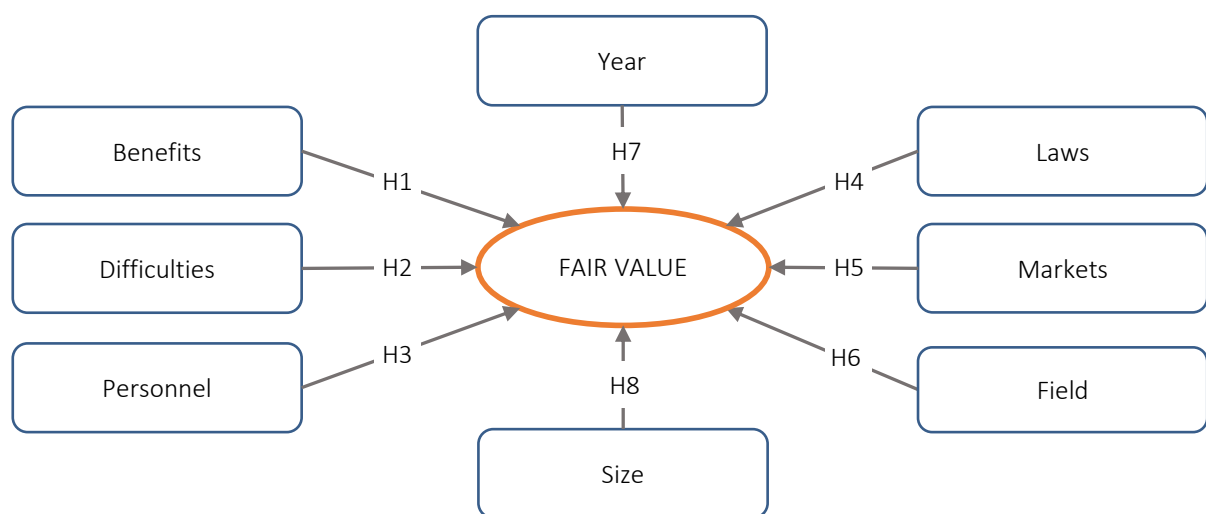 Year
Benefits
H7
Laws
H1
H4
Difficulties
H2
FAIR VALUE
H5
Markets
H3
H6
Personnel
H8
Field
Size